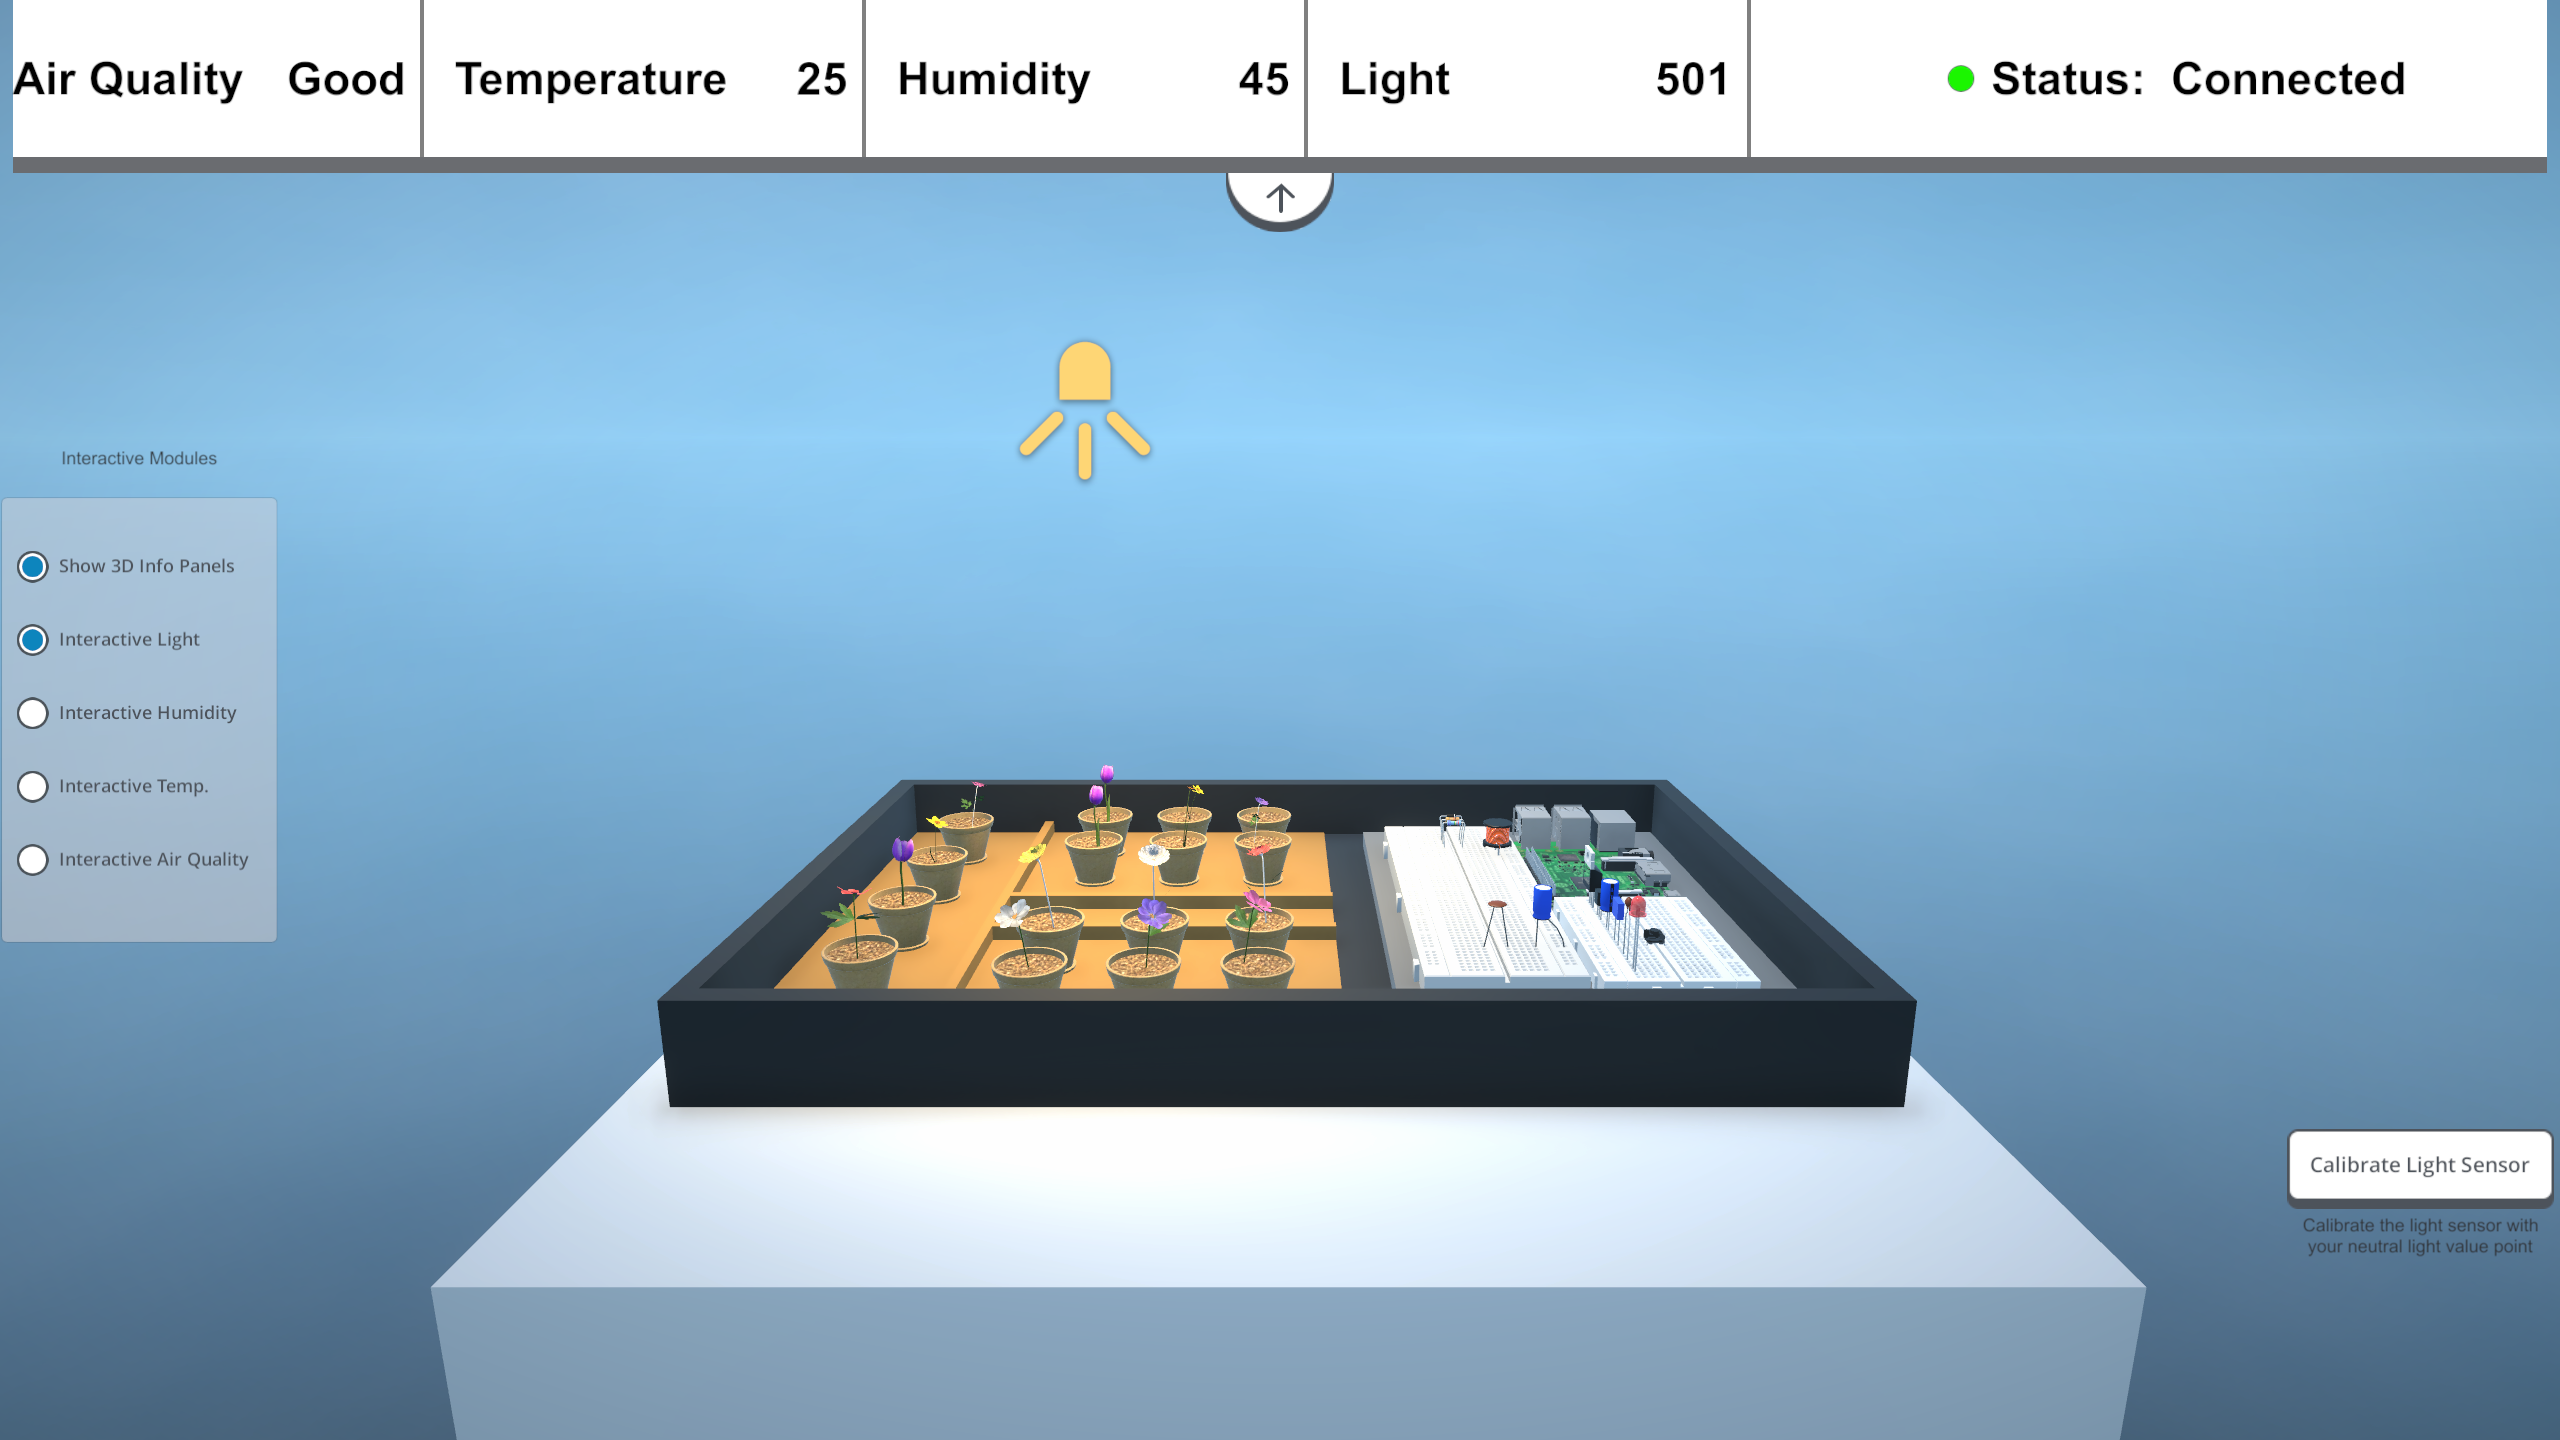 Air Quality Good Temperature 25 Humidity 45 Light 501 Status: Connected
Interactive Modules
Show 3D Info Panels
Interactive Light
Interactive Humidity
Interactive Temp.
Interactive Air Quality
Calibrate Light Sensor
Calibrate the light sensor with
your neutral light value point